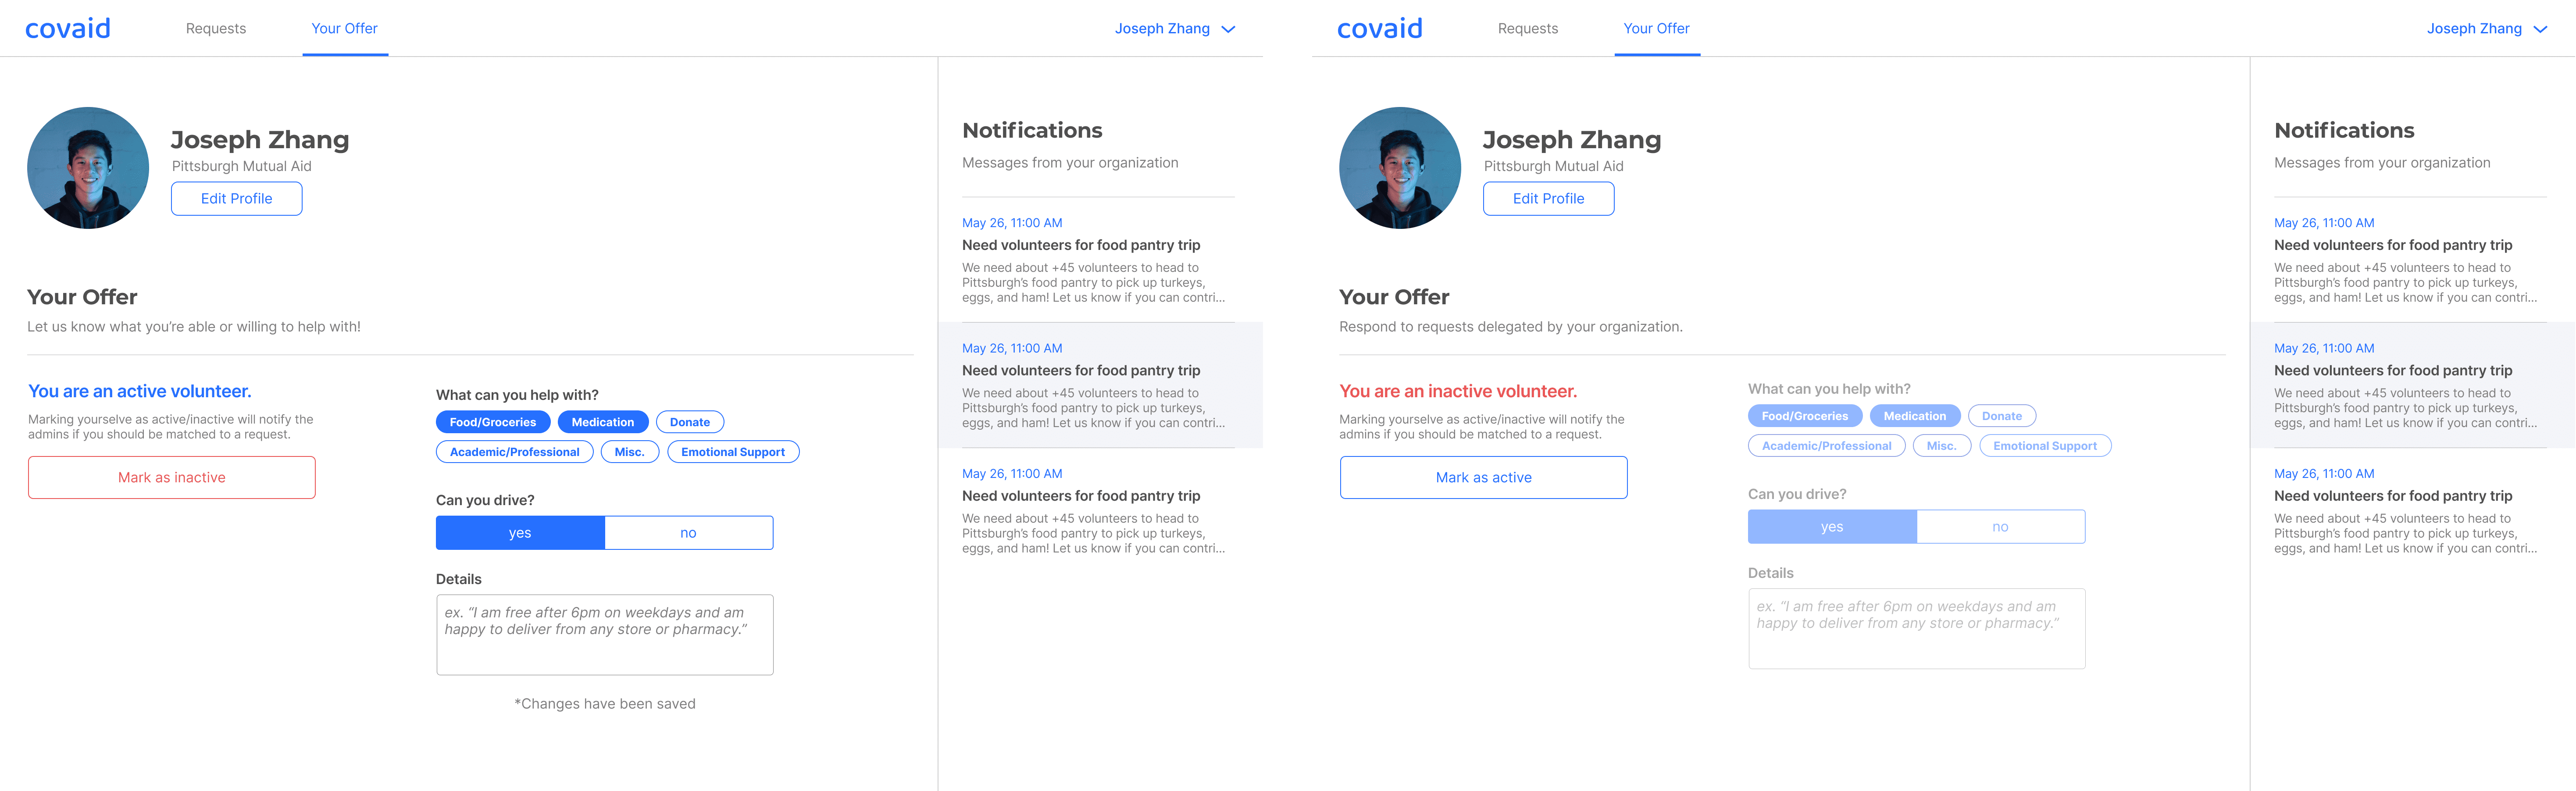 covaid
Requests
Your Offer
Joseph Zhang
Joseph Zhang
Pittsburgh Mutual Aid
Edit Profile
Your Offer
Let us know what you’re able or willing to help with!
You are an active volunteer.
Marking yourselve as active/inactive will notify the
admins if you should be matched to a request.
Mark as inactive
What can you help with?
Food/Groceries
Medication
Donate
Academic/Professional
Misc.
Emotional Support
Can you drive?
yes
no
Details
ex. “I am free after 6pm on weekdays and am
happy to deliver from any store or pharmacy.”
*Changes have been saved
Notifications
Messages from your organization
May 26, 11:00 AM
Need volunteers for food pantry trip
We need about +45 volunteers to head to
Pittsburgh’s food pantry to pick up turkeys,
eggs, and ham! Let us know if you can contri...
May 26, 11:00 AM
Need volunteers for food pantry trip
We need about +45 volunteers to head to
Pittsburgh’s food pantry to pick up turkeys,
eggs, and ham! Let us know if you can contri...
May 26, 11:00 AM
Need volunteers for food pantry trip
We need about +45 volunteers to head to
Pittsburgh’s food pantry to pick up turkeys,
eggs, and ham! Let us know if you can contri...
covaid
Requests
Your Offer
Joseph Zhang
Joseph Zhang
Pittsburgh Mutual Aid
Edit Profile
Your Offer
Respond to requests delegated by your organization.
You are an inactive volunteer.
Marking yourselve as active/inactive will notify the
admins if you should be matched to a request.
Mark as active
What can you help with?
Food/Groceries
Medication
Donate
Academic/Professional
Misc.
Emotional Support
Can you drive?
yes
no
Details
ex. “I am free after 6pm on weekdays and am
happy to deliver from any store or pharmacy.”
Notifications
Messages from your organization
May 26, 11:00 AM
Need volunteers for food pantry trip
We need about +45 volunteers to head to
Pittsburgh’s food pantry to pick up turkeys,
eggs, and ham! Let us know if you can contri...
May 26, 11:00 AM
Need volunteers for food pantry trip
We need about +45 volunteers to head to
Pittsburgh’s food pantry to pick up turkeys,
eggs, and ham! Let us know if you can contri...
May 26, 11:00 AM
Need volunteers for food pantry trip
We need about +45 volunteers to head to
Pittsburgh’s food pantry to pick up turkeys,
eggs, and ham! Let us know if you can contri...